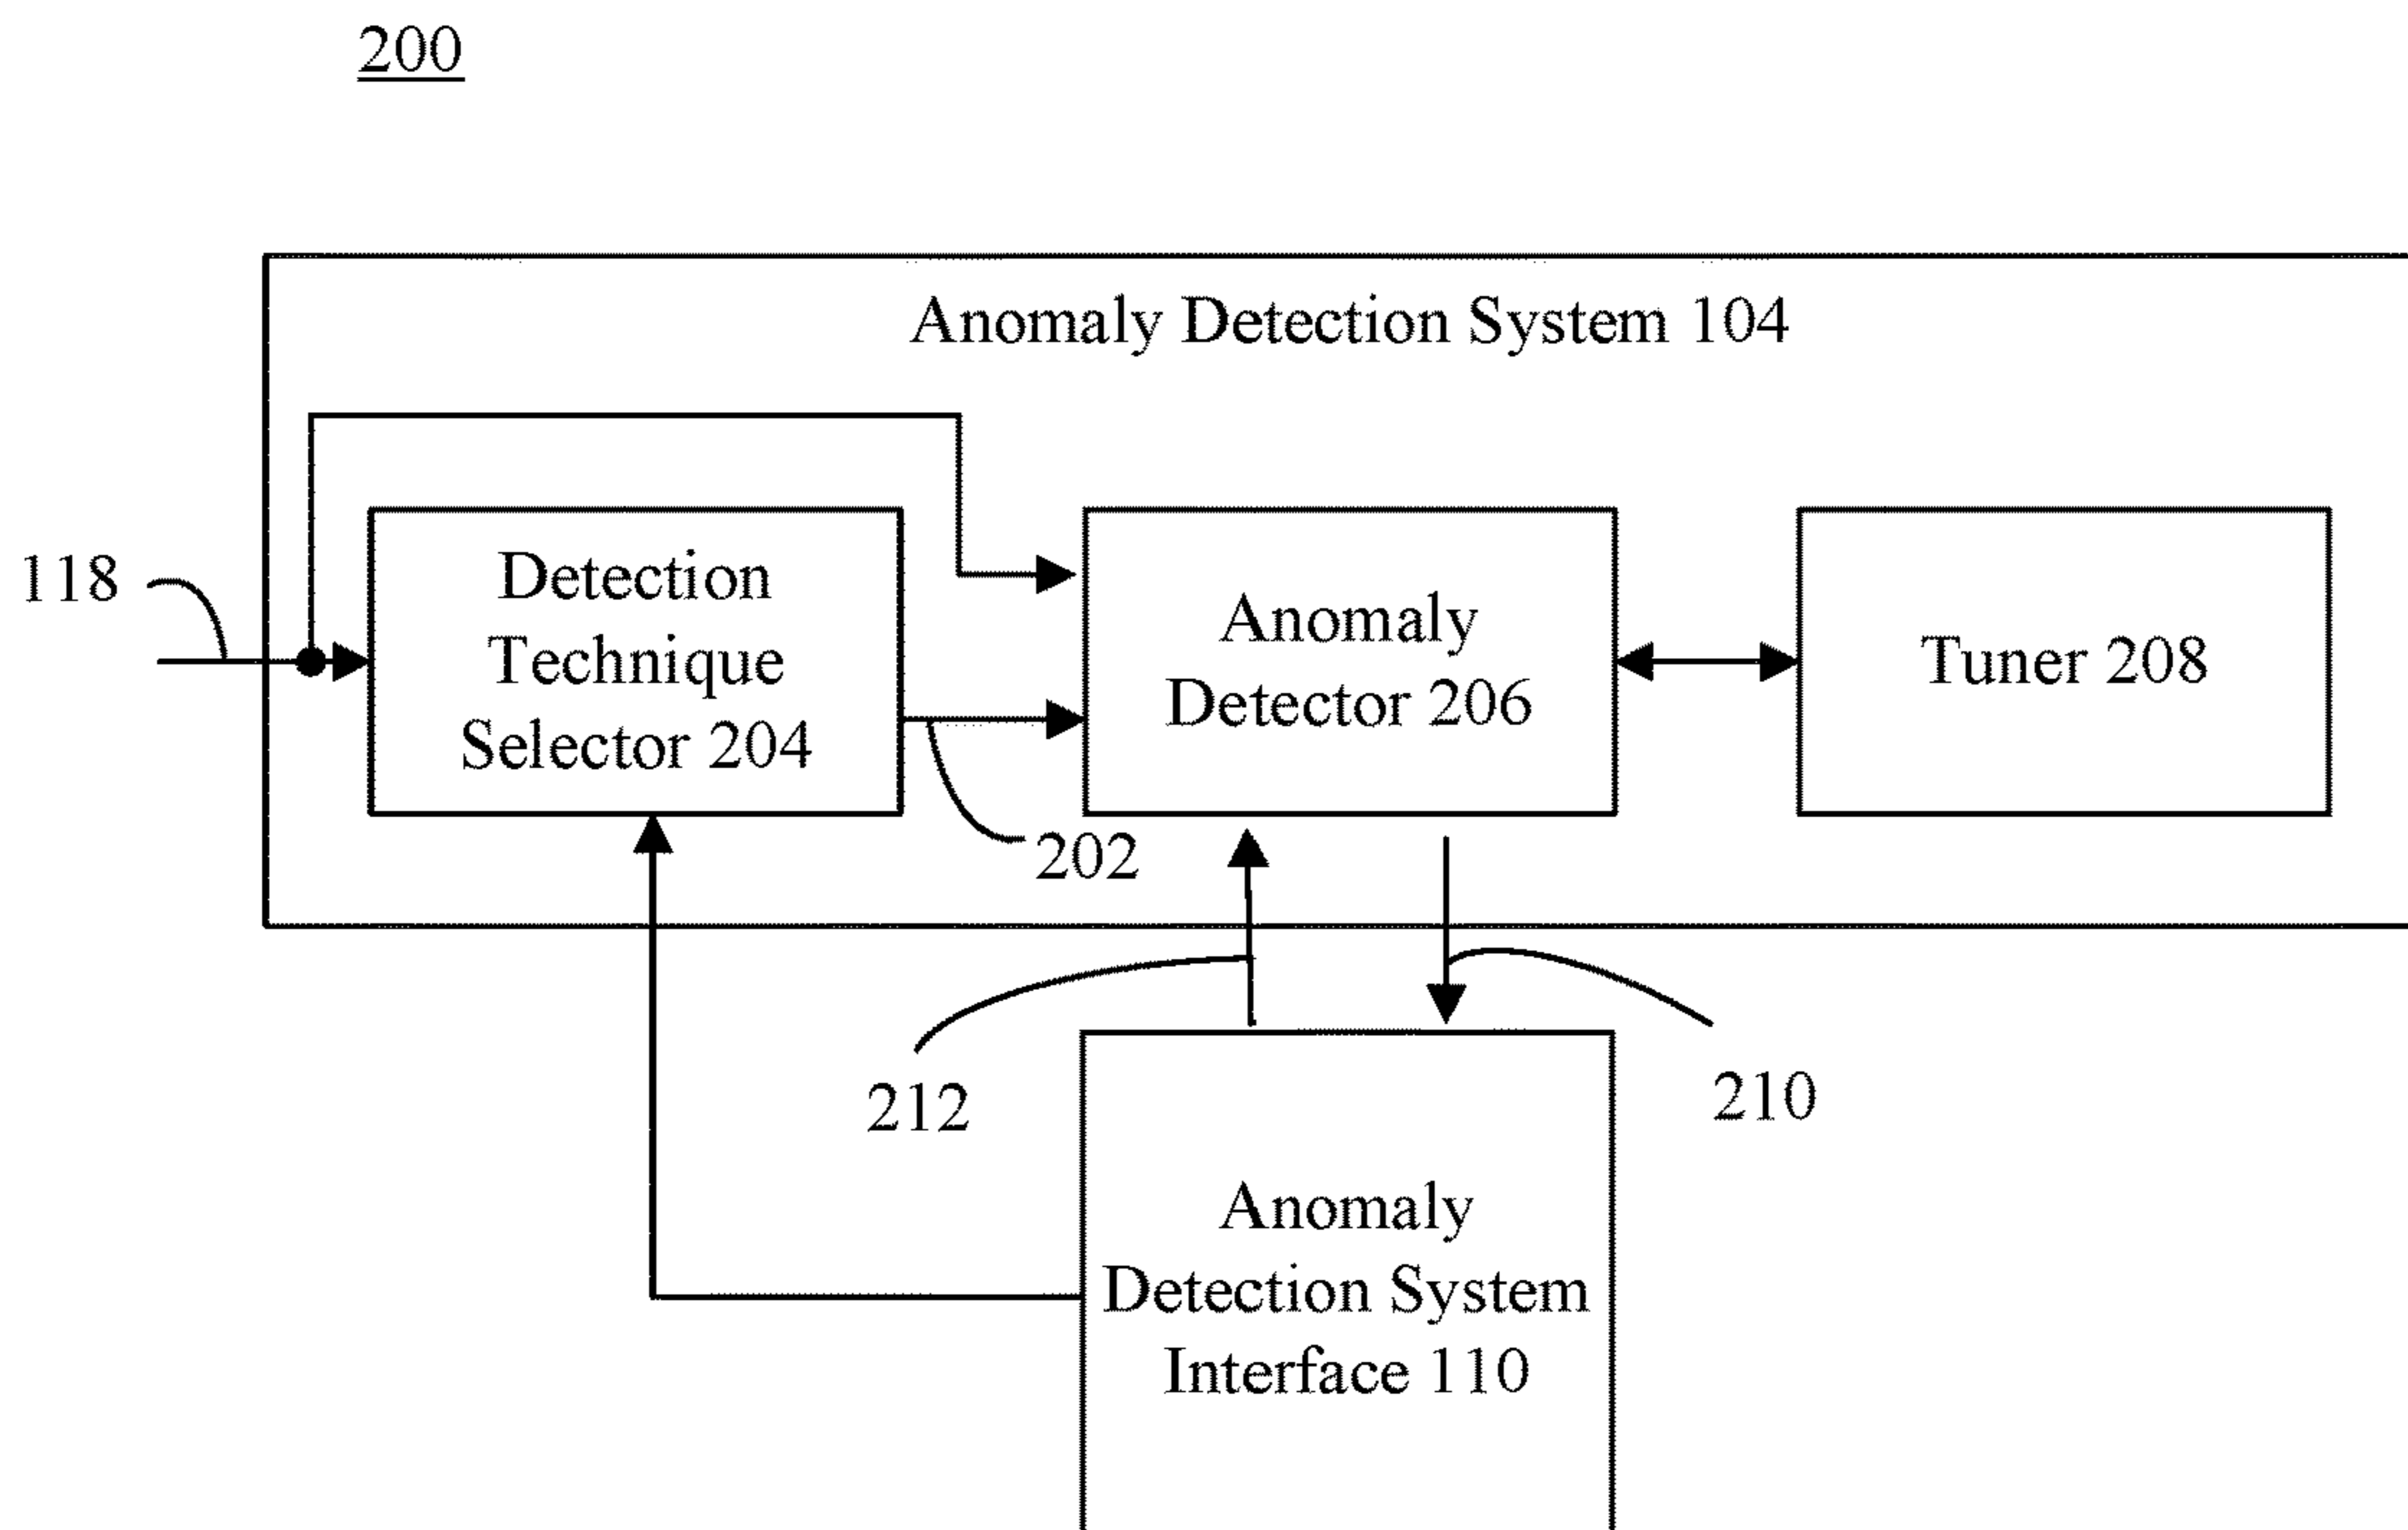 200
Anomaly Detection System 104
118
Detection
Technique
Selector 204
Anomaly
Detector 206
Tuner 208
202
212
210
Anomaly
Detection System
Interface 110